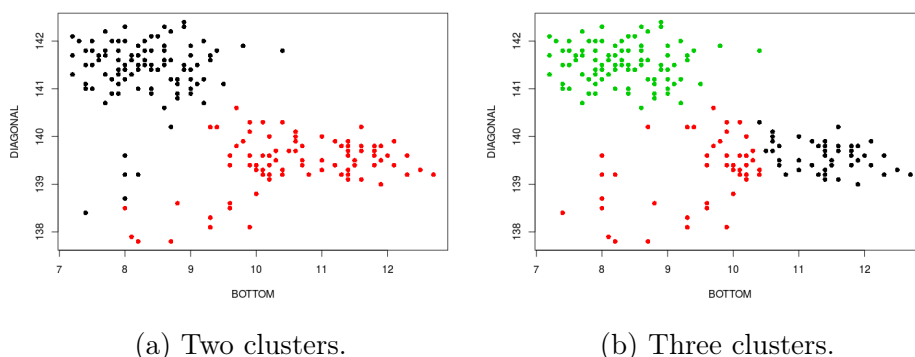 DIAGONAL
142
141
140
139
138
7 8 9 10 11 12
BOTTOM
(a) Two clusters.
DIAGONAL
142
141
140
139
138
7 8 9 10 11 12
BOTTOM
(b) Three clusters.